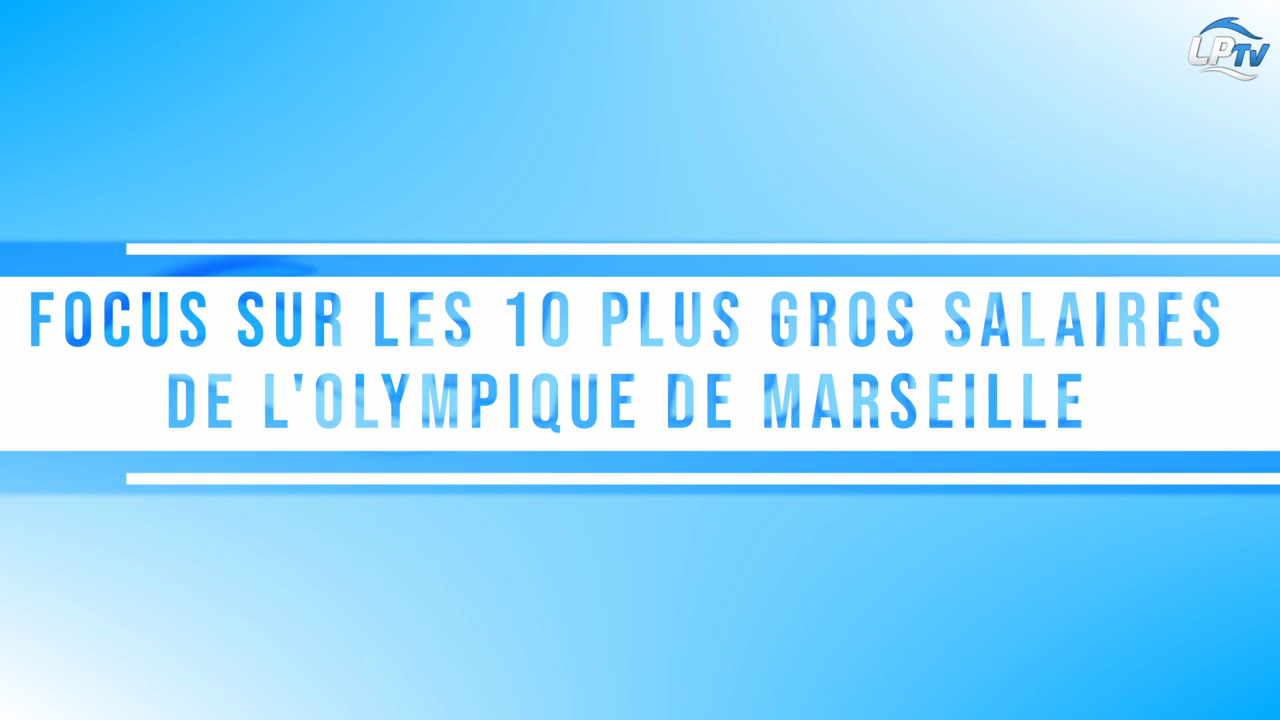 LPTV
FOCUS SUR LES 10 PLUS GROS SALAIRES
DE L'OLYMPIQUE DE MARSEILLE